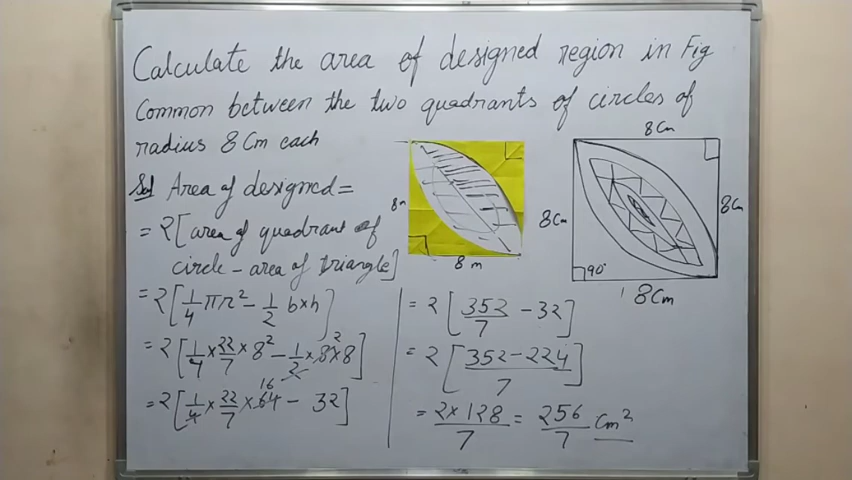 Calculate the area of designed region in Fig
Common between the two quadrants of circles of
radius 8 Cm each
8 Cm
Sol Area of designed =
8 m
8 Cm
8 Cm
= 2[area of quadrant of
circle - area of triangle]
8 m
90°
8 Cm
= 2[1/4 πr² - 1/2 b×h]
= 2[1/4 × 22/7 × 8² - 1/2 × 8 × 8]
2
16
= 2[1/4 × 22/7 × 64 - 32]
= 2[352/7 - 32]
= 2[352-224/7]
= 2×128/7 = 256/7 cm²